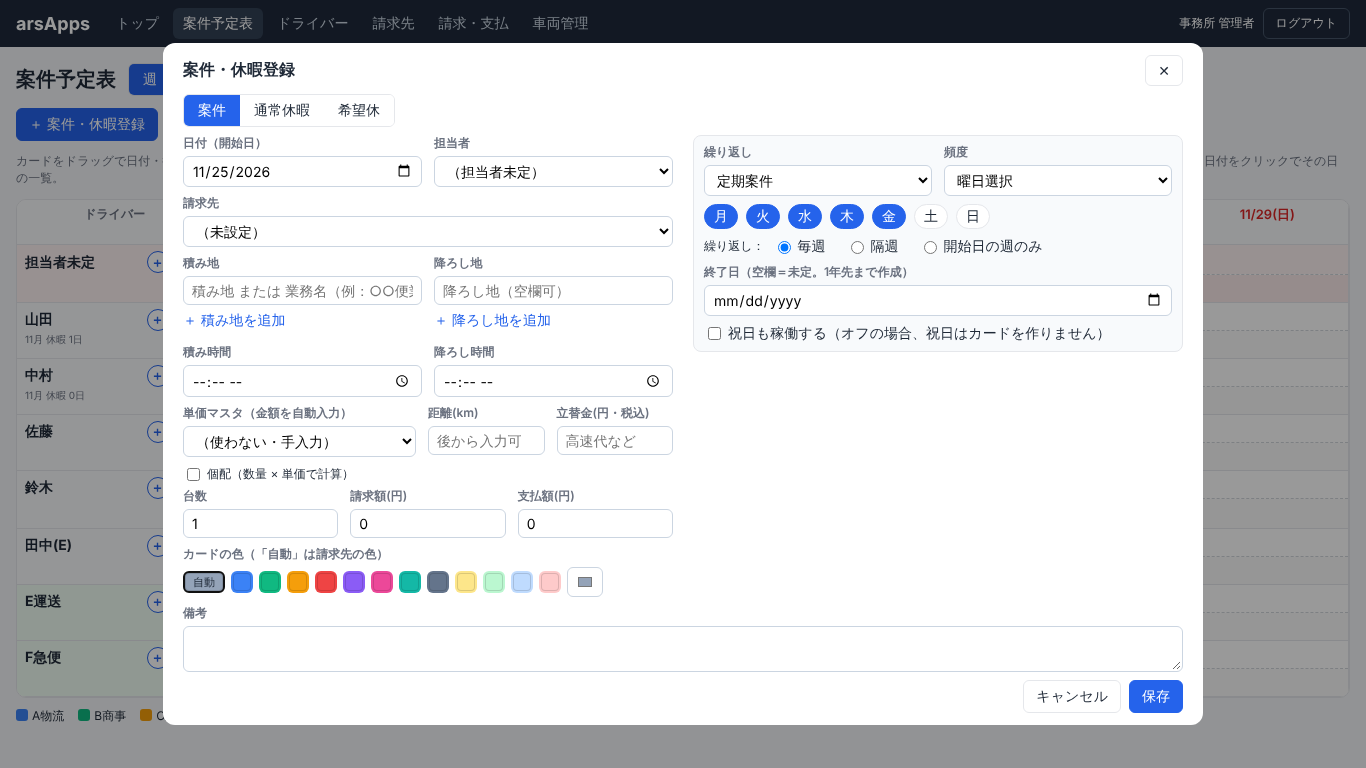 arsApps トップ 案件予定表 ドライバー 請求先 請求・支払 車両管理 事務所 管理者 ログアウト
案件予定表 週
＋ 案件・休暇登録
カードをドラッグで日付・
日付をクリックでその日
の一覧。
ドライバー
11/29(日)
担当者未定 +
山田 +
11月 休暇 1日
中村 +
11月 休暇 0日
佐藤 +
鈴木 +
田中(E) +
E運送 +
F急便 +
A物流 B商事
案件・休暇登録 ✕
案件 通常休暇 希望休
日付（開始日） 担当者
11/25/2026 （担当者未定）
請求先
（未設定）
積み地 降ろし地
積み地 または 業務名（例：〇〇便 降ろし地（空欄可）
＋ 積み地を追加 ＋ 降ろし地を追加
積み時間 降ろし時間
--:-- -- --:-- --
単価マスタ（金額を自動入力） 距離(km) 立替金(円・税込)
（使わない・手入力） 後から入力可 高速代など
個配（数量 × 単価で計算）
台数 請求額(円) 支払額(円)
1 0 0
カードの色（「自動」は請求先の色）
自動
備考
繰り返し 頻度
定期案件 曜日選択
月 火 水 木 金 土 日
繰り返し： 毎週 隔週 開始日の週のみ
終了日（空欄＝未定。1年先まで作成）
mm/dd/yyyy
祝日も稼働する（オフの場合、祝日はカードを作りません）
キャンセル 保存